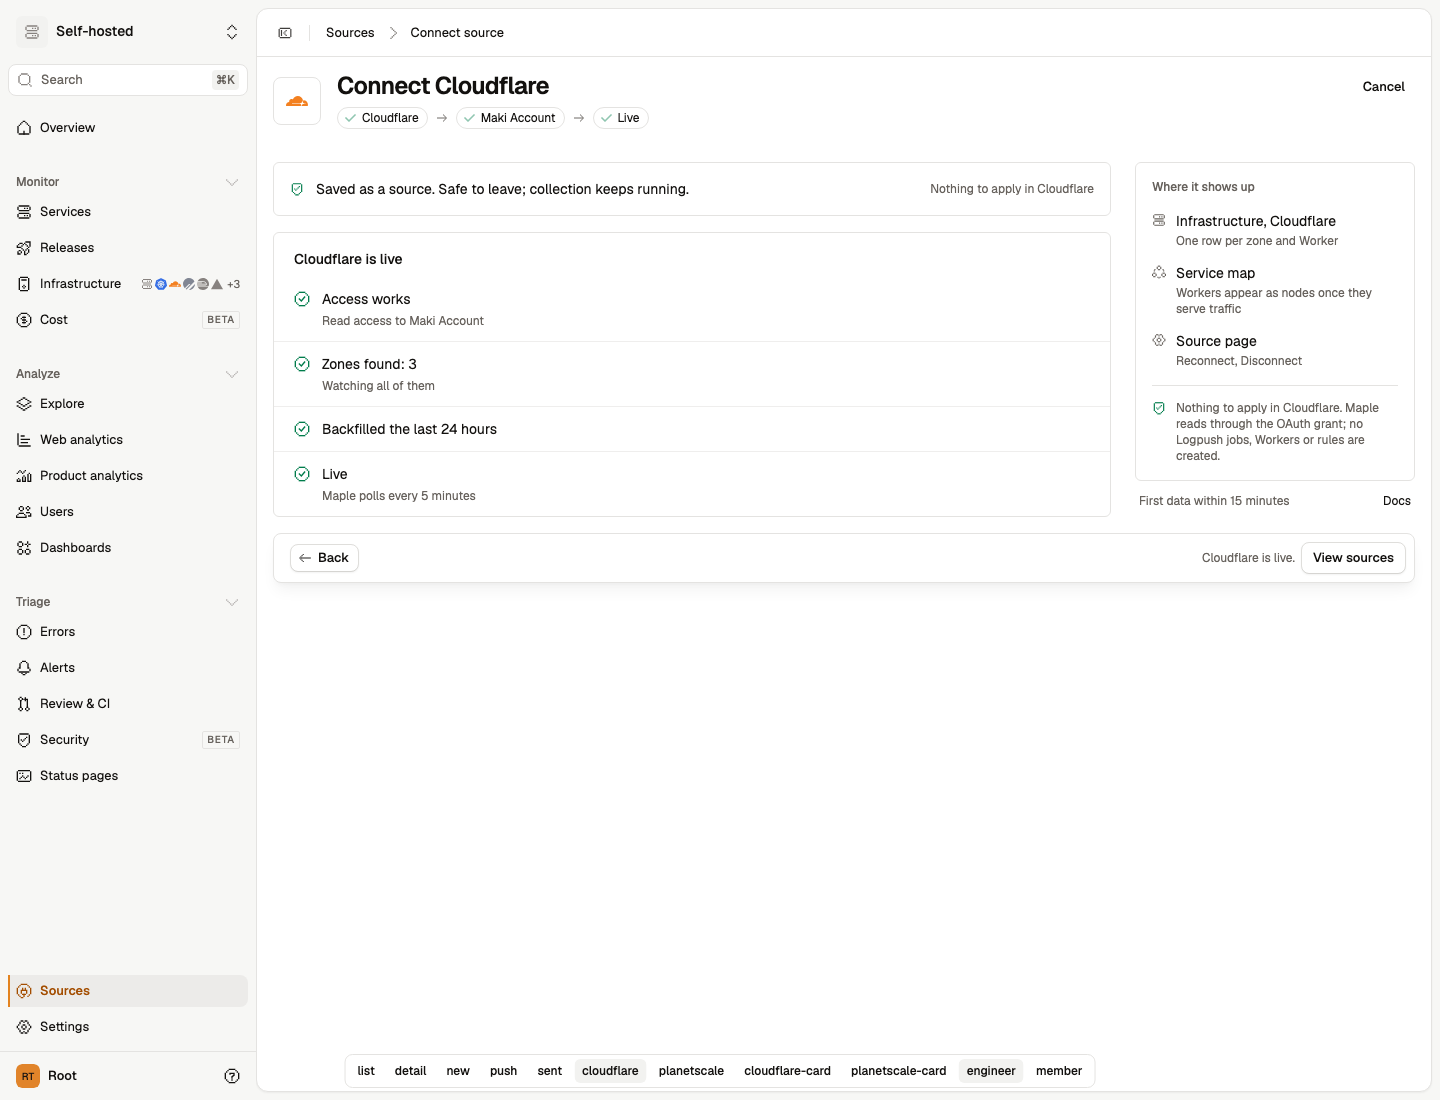 Self-hosted
Search ⌘K
Overview
Monitor
Services
Releases
Infrastructure +3
Cost BETA
Analyze
Explore
Web analytics
Product analytics
Users
Dashboards
Triage
Errors
Alerts
Review & CI
Security BETA
Status pages
Sources
Settings
RT Root
Sources Connect source
Connect Cloudflare
Cancel
Cloudflare → Maki Account → Live
Saved as a source. Safe to leave; collection keeps running. Nothing to apply in Cloudflare
Cloudflare is live
Access works
Read access to Maki Account
Zones found: 3
Watching all of them
Backfilled the last 24 hours
Live
Maple polls every 5 minutes
Where it shows up
Infrastructure, Cloudflare
One row per zone and Worker
Service map
Workers appear as nodes once they
serve traffic
Source page
Reconnect, Disconnect
Nothing to apply in Cloudflare. Maple
reads through the OAuth grant; no
Logpush jobs, Workers or rules are
created.
First data within 15 minutes Docs
← Back Cloudflare is live. View sources
list detail new push sent cloudflare planetscale cloudflare-card planetscale-card engineer member